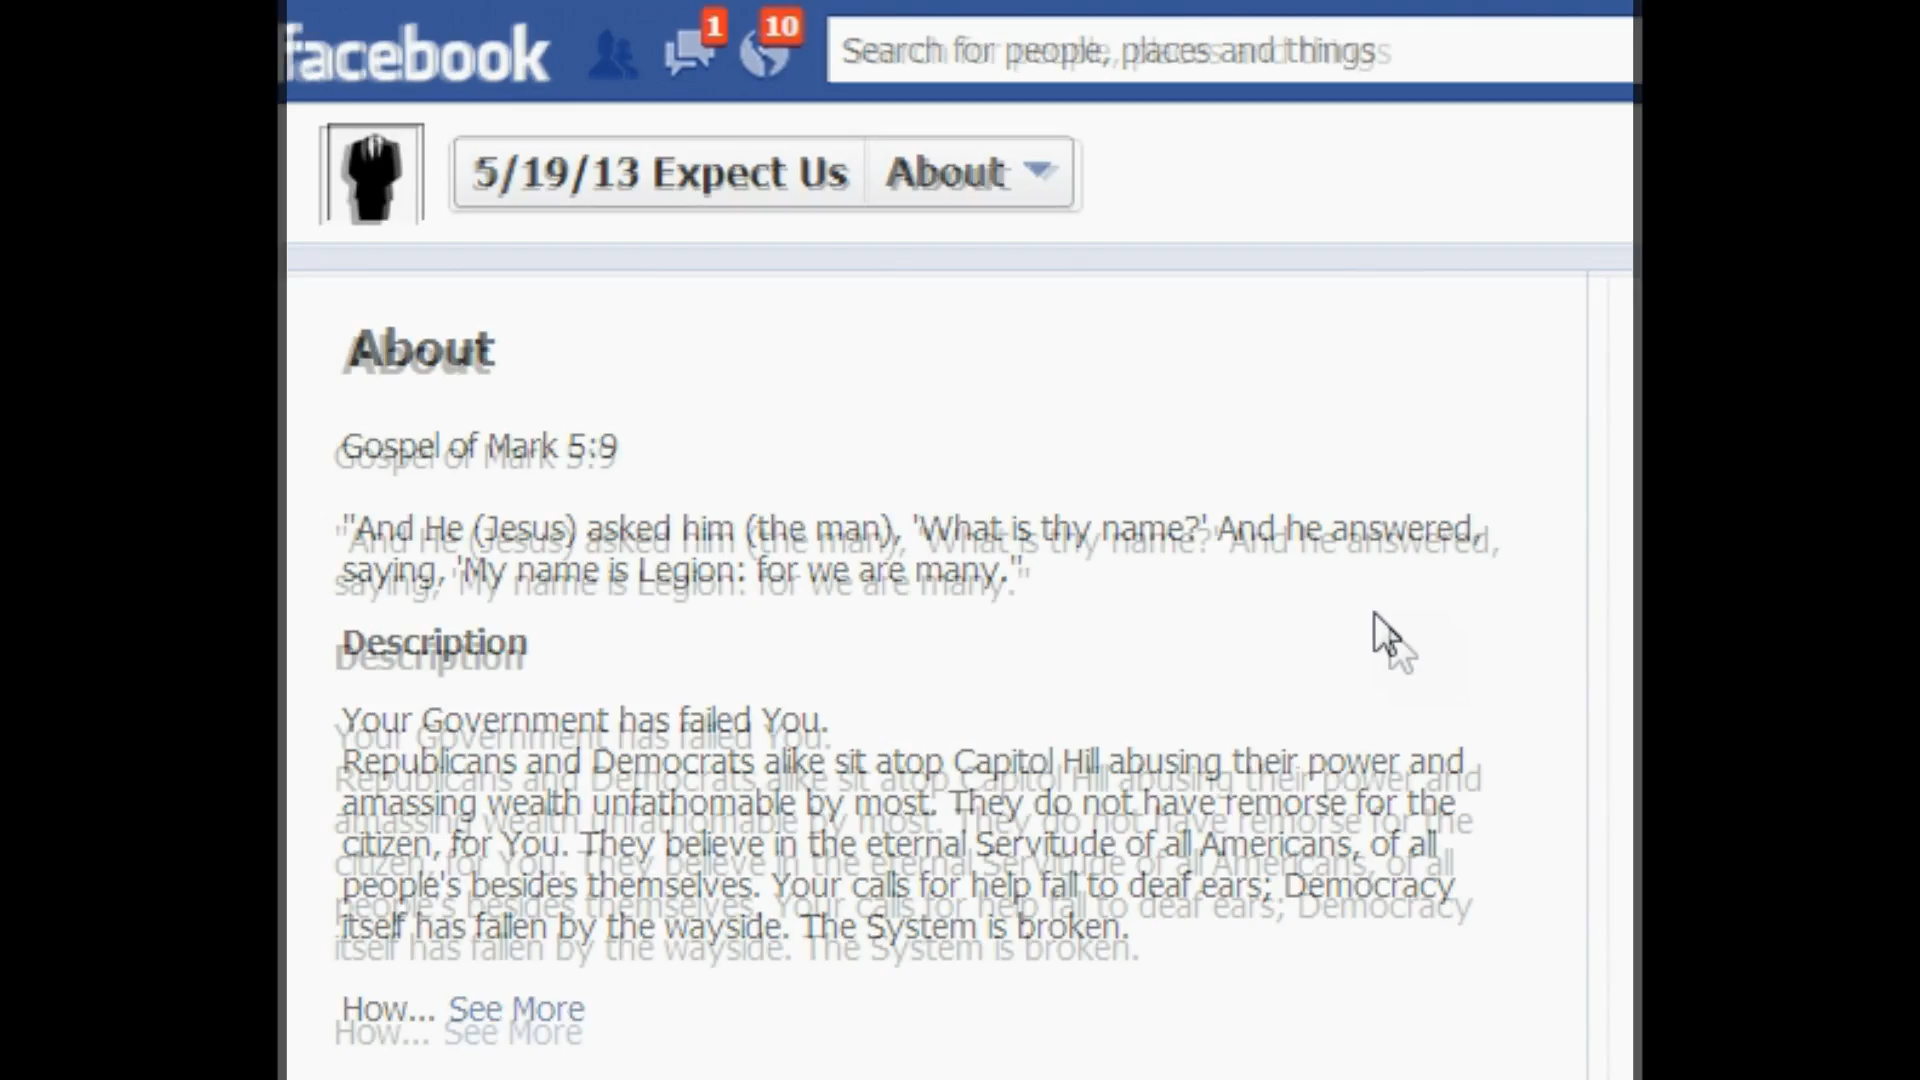 facebook
1
10
Search for people, places and things
5/19/13 Expect Us
About
About
Gospel of Mark 5:9
"And He (Jesus) asked him (the man), 'What is thy name?' And he answered,
saying, 'My name is Legion: for we are many."
Description
Your Government has failed You.
Republicans and Democrats alike sit atop Capitol Hill abusing their power and
amassing wealth unfathomable by most. They do not have remorse for the
citizen, for You. They believe in the eternal Servitude of all Americans, of all
people's besides themselves. Your calls for help fall to deaf ears; Democracy
itself has fallen by the wayside. The System is broken.
How... See More